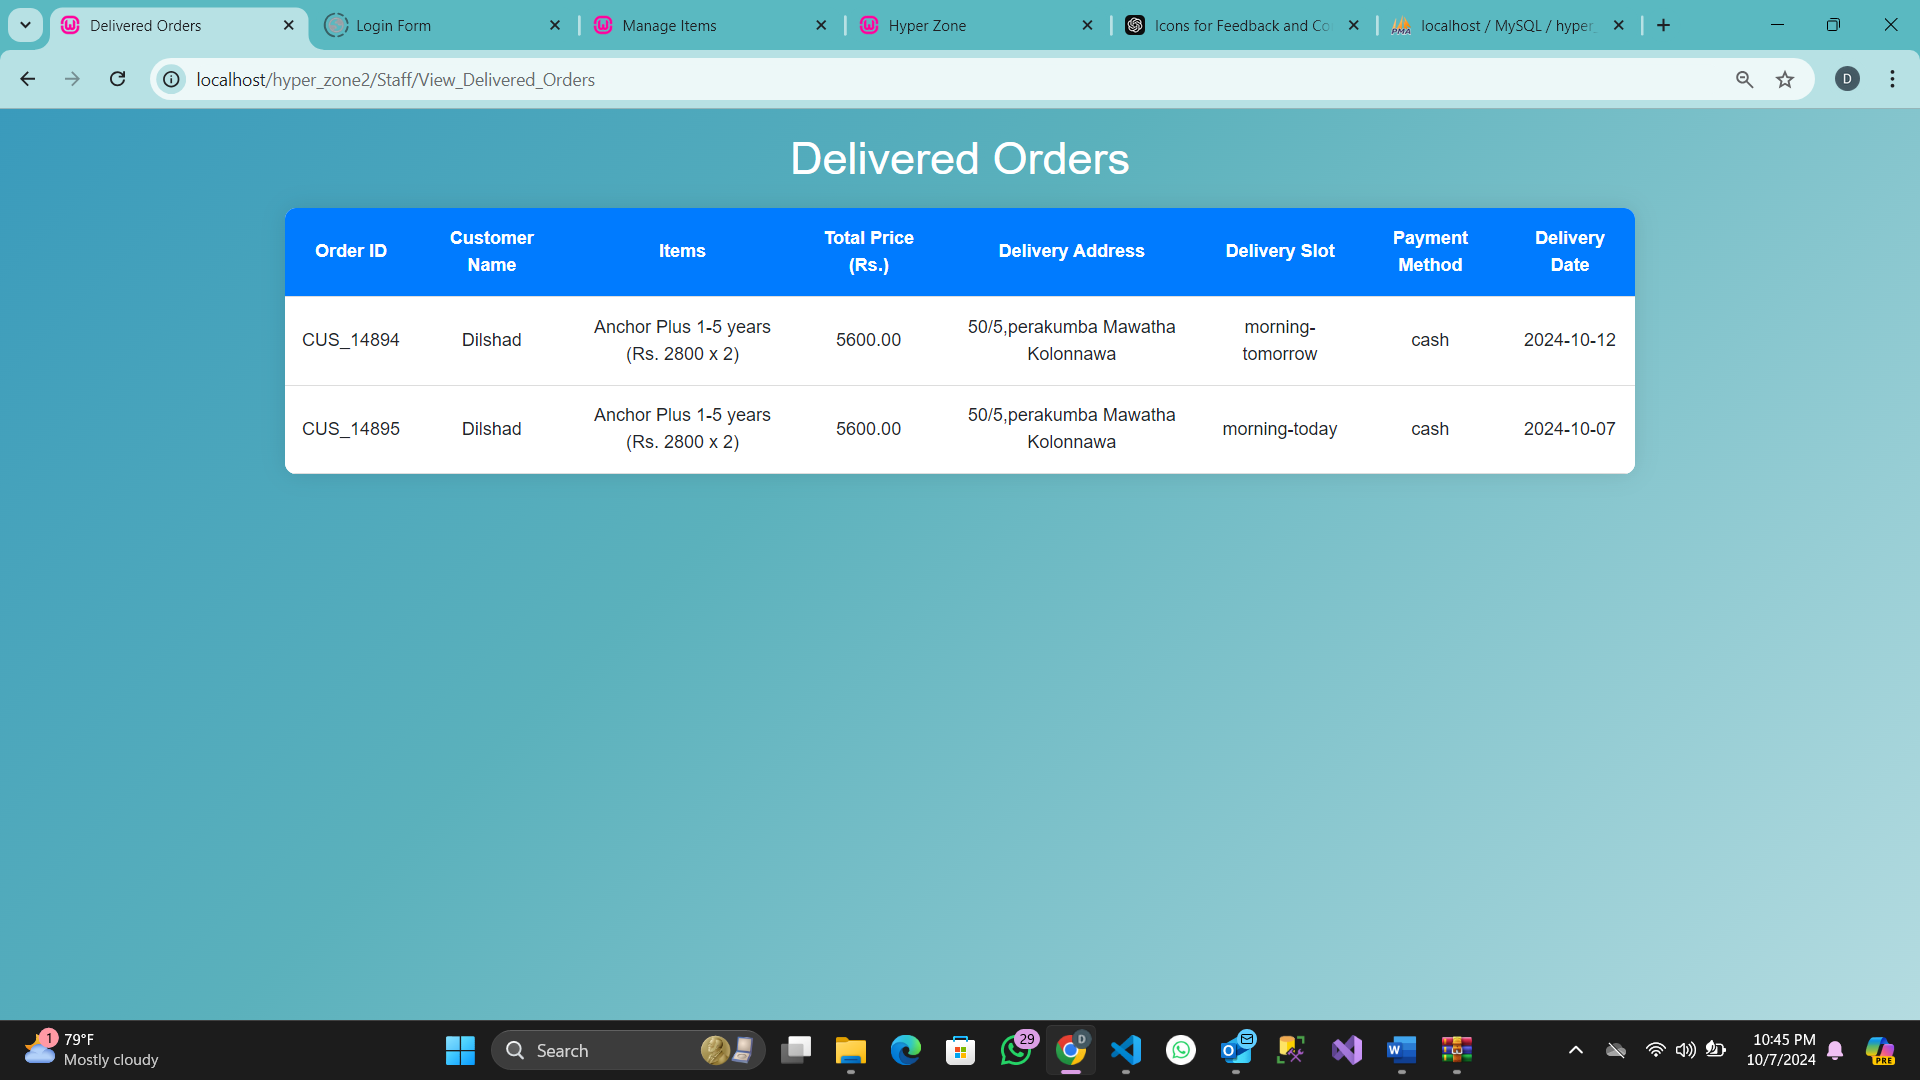 Delivered Orders
Login Form
Manage Items
Hyper Zone
Icons for Feedback and Co
localhost / MySQL / hyper_
localhost/hyper_zone2/Staff/View_Delivered_Orders
D
Delivered Orders
Order ID
Customer
Name
Items
Total Price
(Rs.)
Delivery Address
Delivery Slot
Payment
Method
Delivery
Date
CUS_14894
Dilshad
Anchor Plus 1-5 years
(Rs. 2800 x 2)
5600.00
50/5,perakumba Mawatha
Kolonnawa
morning-
tomorrow
cash
2024-10-12
CUS_14895
Dilshad
Anchor Plus 1-5 years
(Rs. 2800 x 2)
5600.00
50/5,perakumba Mawatha
Kolonnawa
morning-today
cash
2024-10-07
1
79°F
Mostly cloudy
Search
29
D
10:45 PM
10/7/2024
PRE